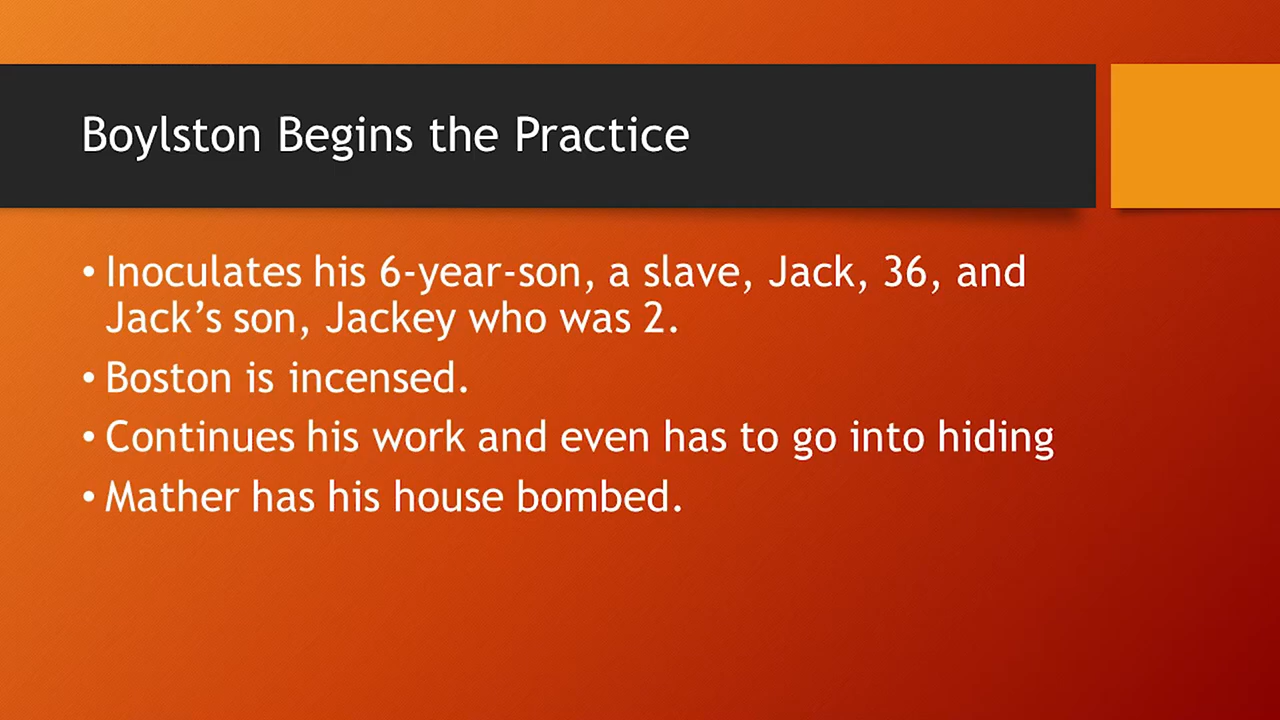 Boylston Begins the Practice
• Inoculates his 6-year-son, a slave, Jack, 36, and
Jack’s son, Jackey who was 2.
• Boston is incensed.
• Continues his work and even has to go into hiding
• Mather has his house bombed.